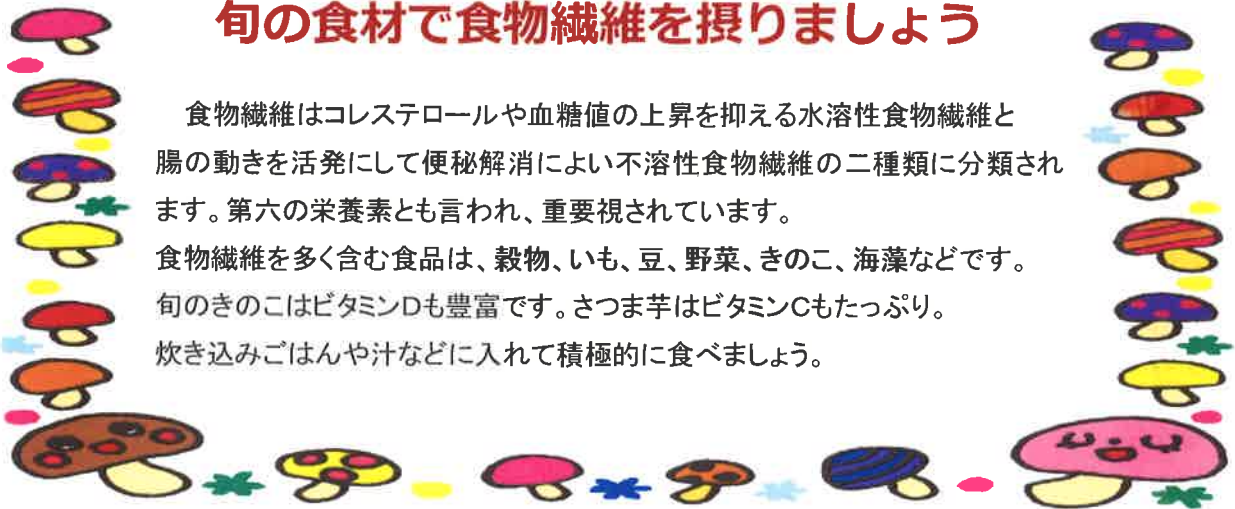 旬の食材で食物繊維を摂りましょう
食物繊維はコレステロールや血糖値の上昇を抑える水溶性食物繊維と
腸の動きを活発にして便秘解消によい不溶性食物繊維の二種類に分類され
ます。第六の栄養素とも言われ、重要視されています。
食物繊維を多く含む食品は、穀物、いも、豆、野菜、きのこ、海藻などです。
旬のきのこはビタミンDも豊富です。さつま芋はビタミンCもたっぷり。
炊き込みごはんや汁などに入れて積極的に食べましょう。